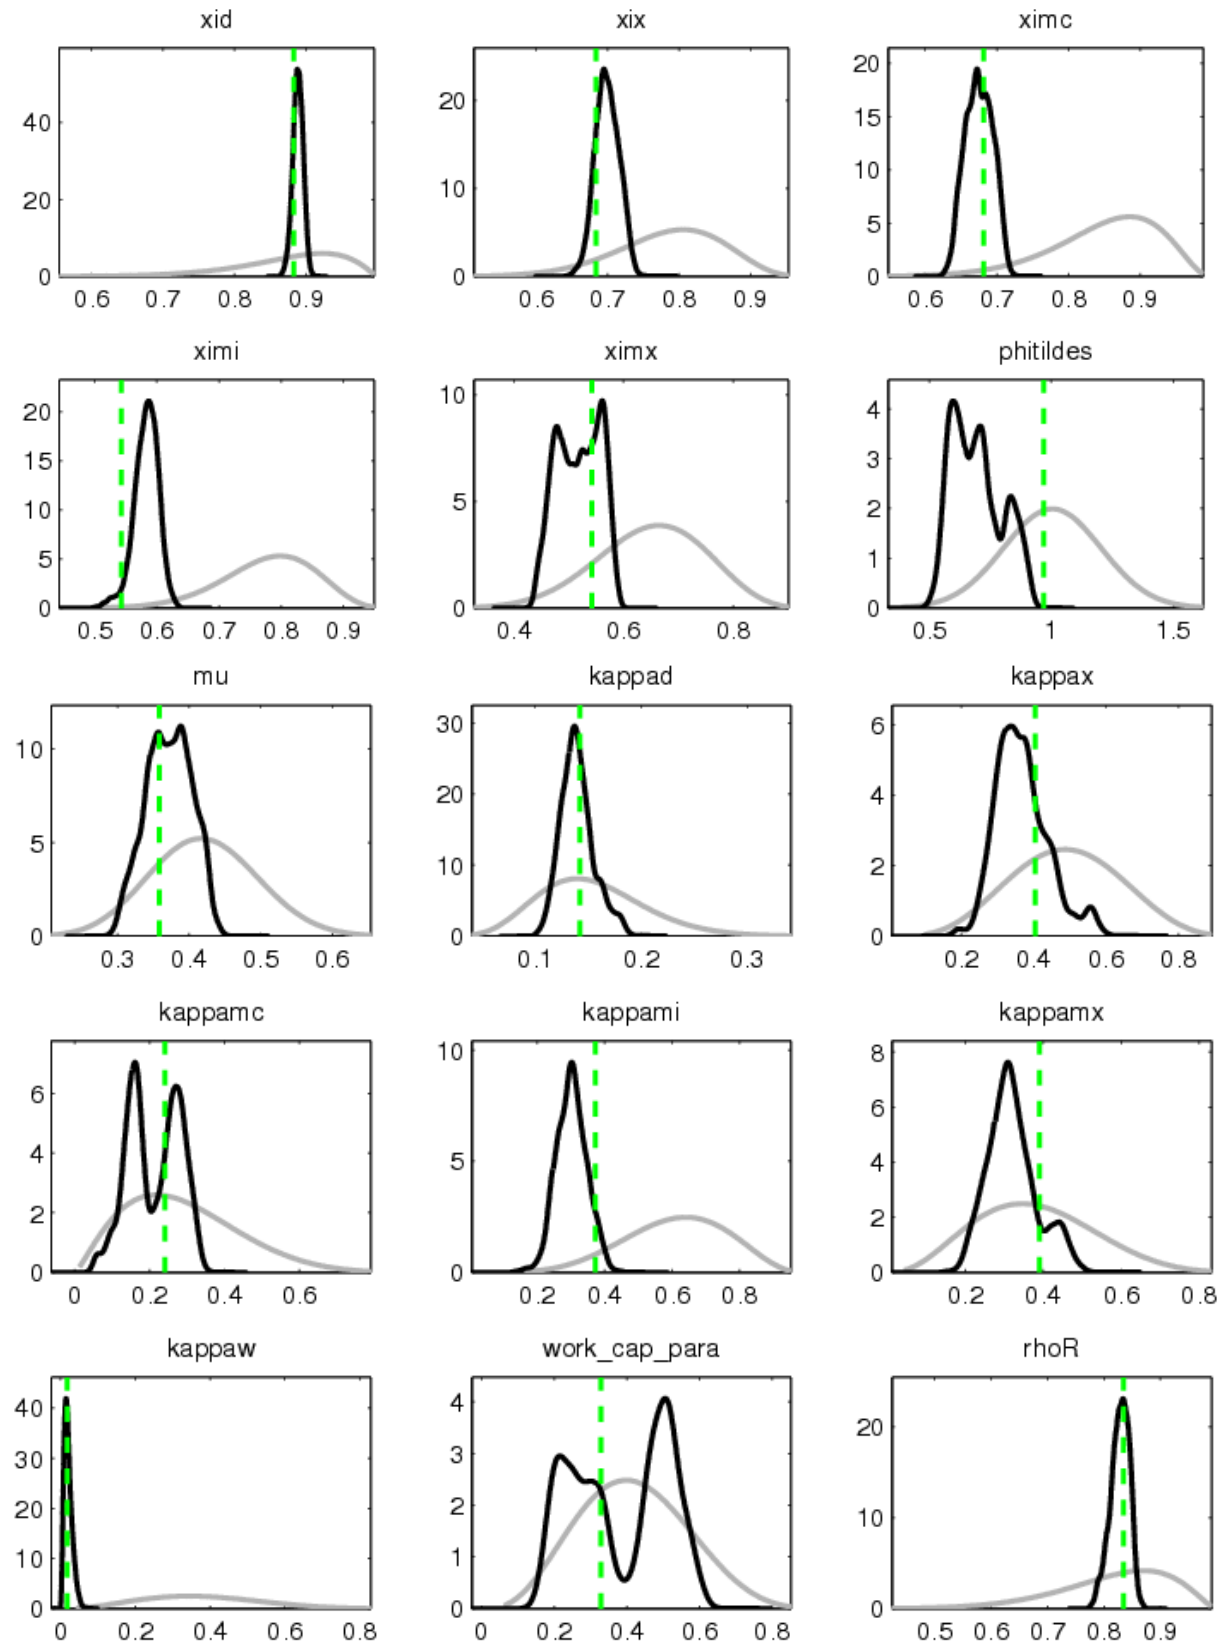 xid xix ximc
40 20 0 0.6 0.7 0.8 0.9
20 10 0 0.6 0.7 0.8 0.9
20 15 10 5 0 0.6 0.7 0.8 0.9
ximi ximx phitildes
20 15 10 5 0 0.5 0.6 0.7 0.8 0.9
10 5 0 0.4 0.6 0.8
4 3 2 1 0 0.5 1 1.5
mu kappad kappax
10 5 0 0.3 0.4 0.5 0.6
30 20 10 0 0.1 0.2 0.3
6 4 2 0 0.2 0.4 0.6 0.8
kappamc kappami kappamx
6 4 2 0 0 0.2 0.4 0.6
10 5 0 0.2 0.4 0.6 0.8
8 6 4 2 0 0.2 0.4 0.6 0.8
kappaw work_cap_para rhoR
40 30 20 10 0 0 0.2 0.4 0.6 0.8
4 3 2 1 0 0 0.2 0.4 0.6 0.8
20 10 0 0.5 0.6 0.7 0.8 0.9